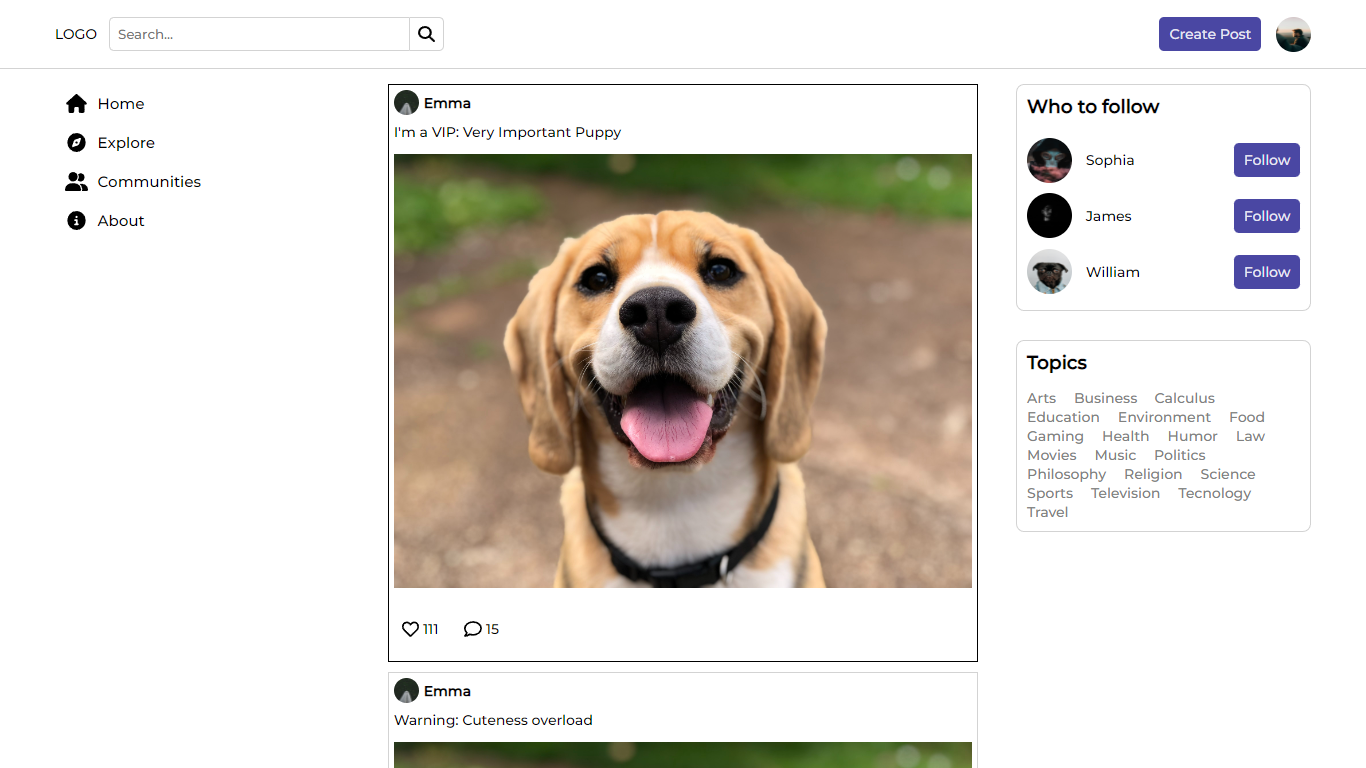 LOGO
Search...
Create Post
Home
Explore
Communities
About
Emma
I'm a VIP: Very Important Puppy
111
15
Emma
Warning: Cuteness overload
Who to follow
Sophia
Follow
James
Follow
William
Follow
Topics
Arts Business Calculus
Education Environment Food
Gaming Health Humor Law
Movies Music Politics
Philosophy Religion Science
Sports Television Tecnology
Travel